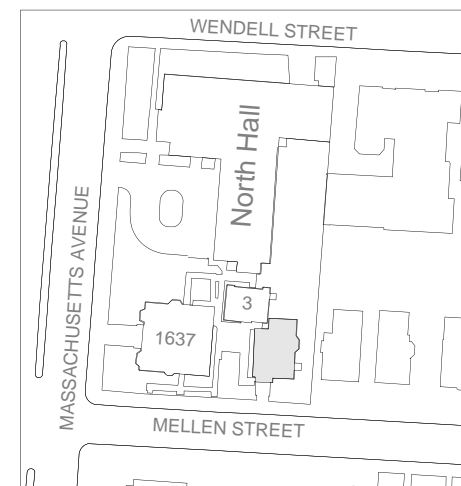 WENDELL STREET
North Hall
MASSACHUSETTS AVENUE
3
1637
MELLEN STREET